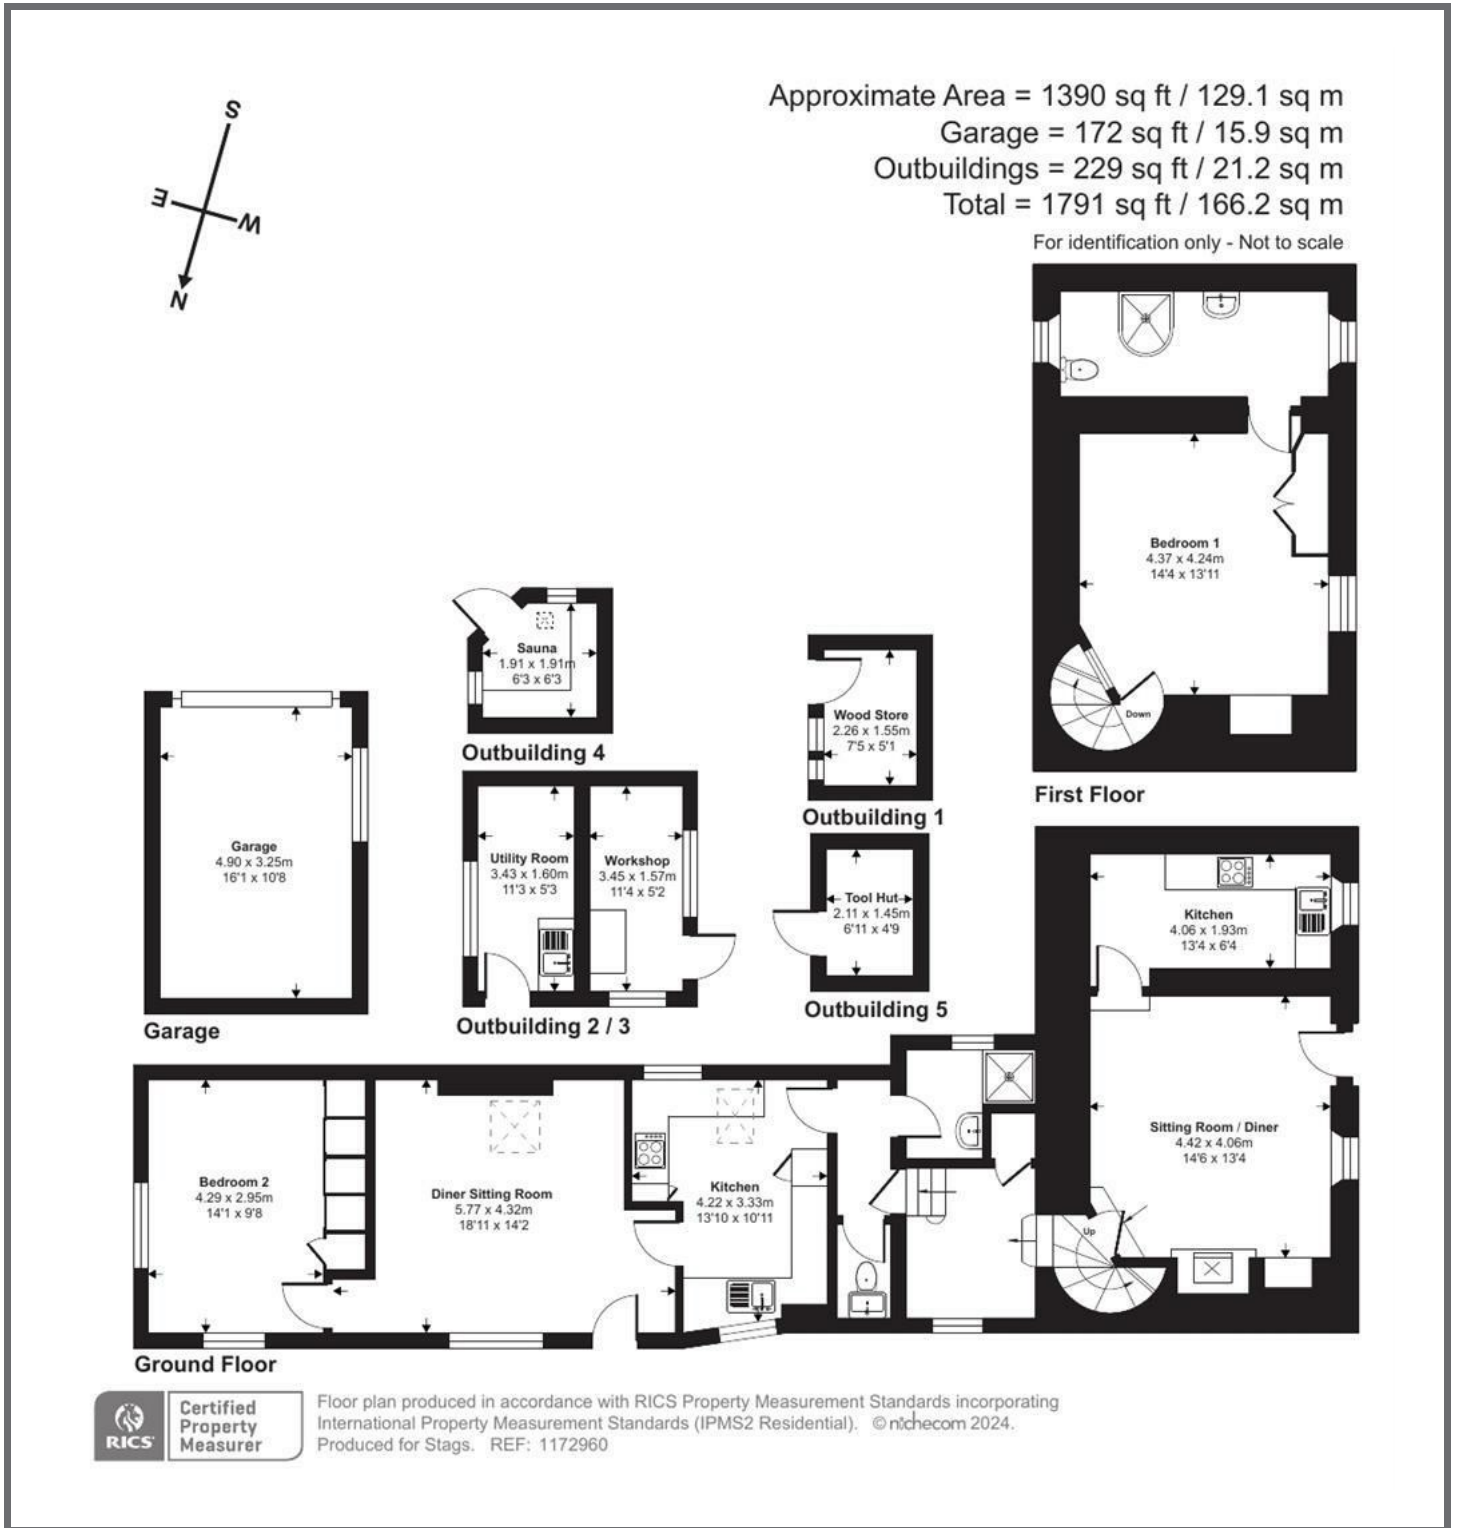 S
E
W
N
Approximate Area = 1390 sq ft / 129.1 sq m
Garage = 172 sq ft / 15.9 sq m
Outbuildings = 229 sq ft / 21.2 sq m
Total = 1791 sq ft / 166.2 sq m
For identification only - Not to scale
Bedroom 1
4.37 x 4.24m
14'4 x 13'11
Down
First Floor
Sauna
1.91 x 1.91m
6'3 x 6'3
Outbuilding 4
Wood Store
2.26 x 1.55m
7'5 x 5'1
Outbuilding 1
Garage
4.90 x 3.25m
16'1 x 10'8
Garage
Utility Room
3.43 x 1.60m
11'3 x 5'3
Workshop
3.45 x 1.57m
11'4 x 5'2
Outbuilding 2 / 3
Tool Hut
2.11 x 1.45m
6'11 x 4'9
Outbuilding 5
Kitchen
4.06 x 1.93m
13'4 x 6'4
Sitting Room / Diner
4.42 x 4.06m
14'6 x 13'4
Up
Bedroom 2
4.29 x 2.95m
14'1 x 9'8
Diner Sitting Room
5.77 x 4.32m
18'11 x 14'2
Kitchen
4.22 x 3.33m
13'10 x 10'11
Ground Floor
RICS
Certified
Property
Measurer
Floor plan produced in accordance with RICS Property Measurement Standards incorporating
International Property Measurement Standards (IPMS2 Residential). © nichecom 2024.
Produced for Stags. REF: 1172960